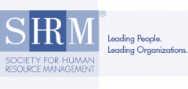 SHRM®
SOCIETY FOR HUMAN
RESOURCE MANAGEMENT
Leading People.
Leading Organizations.